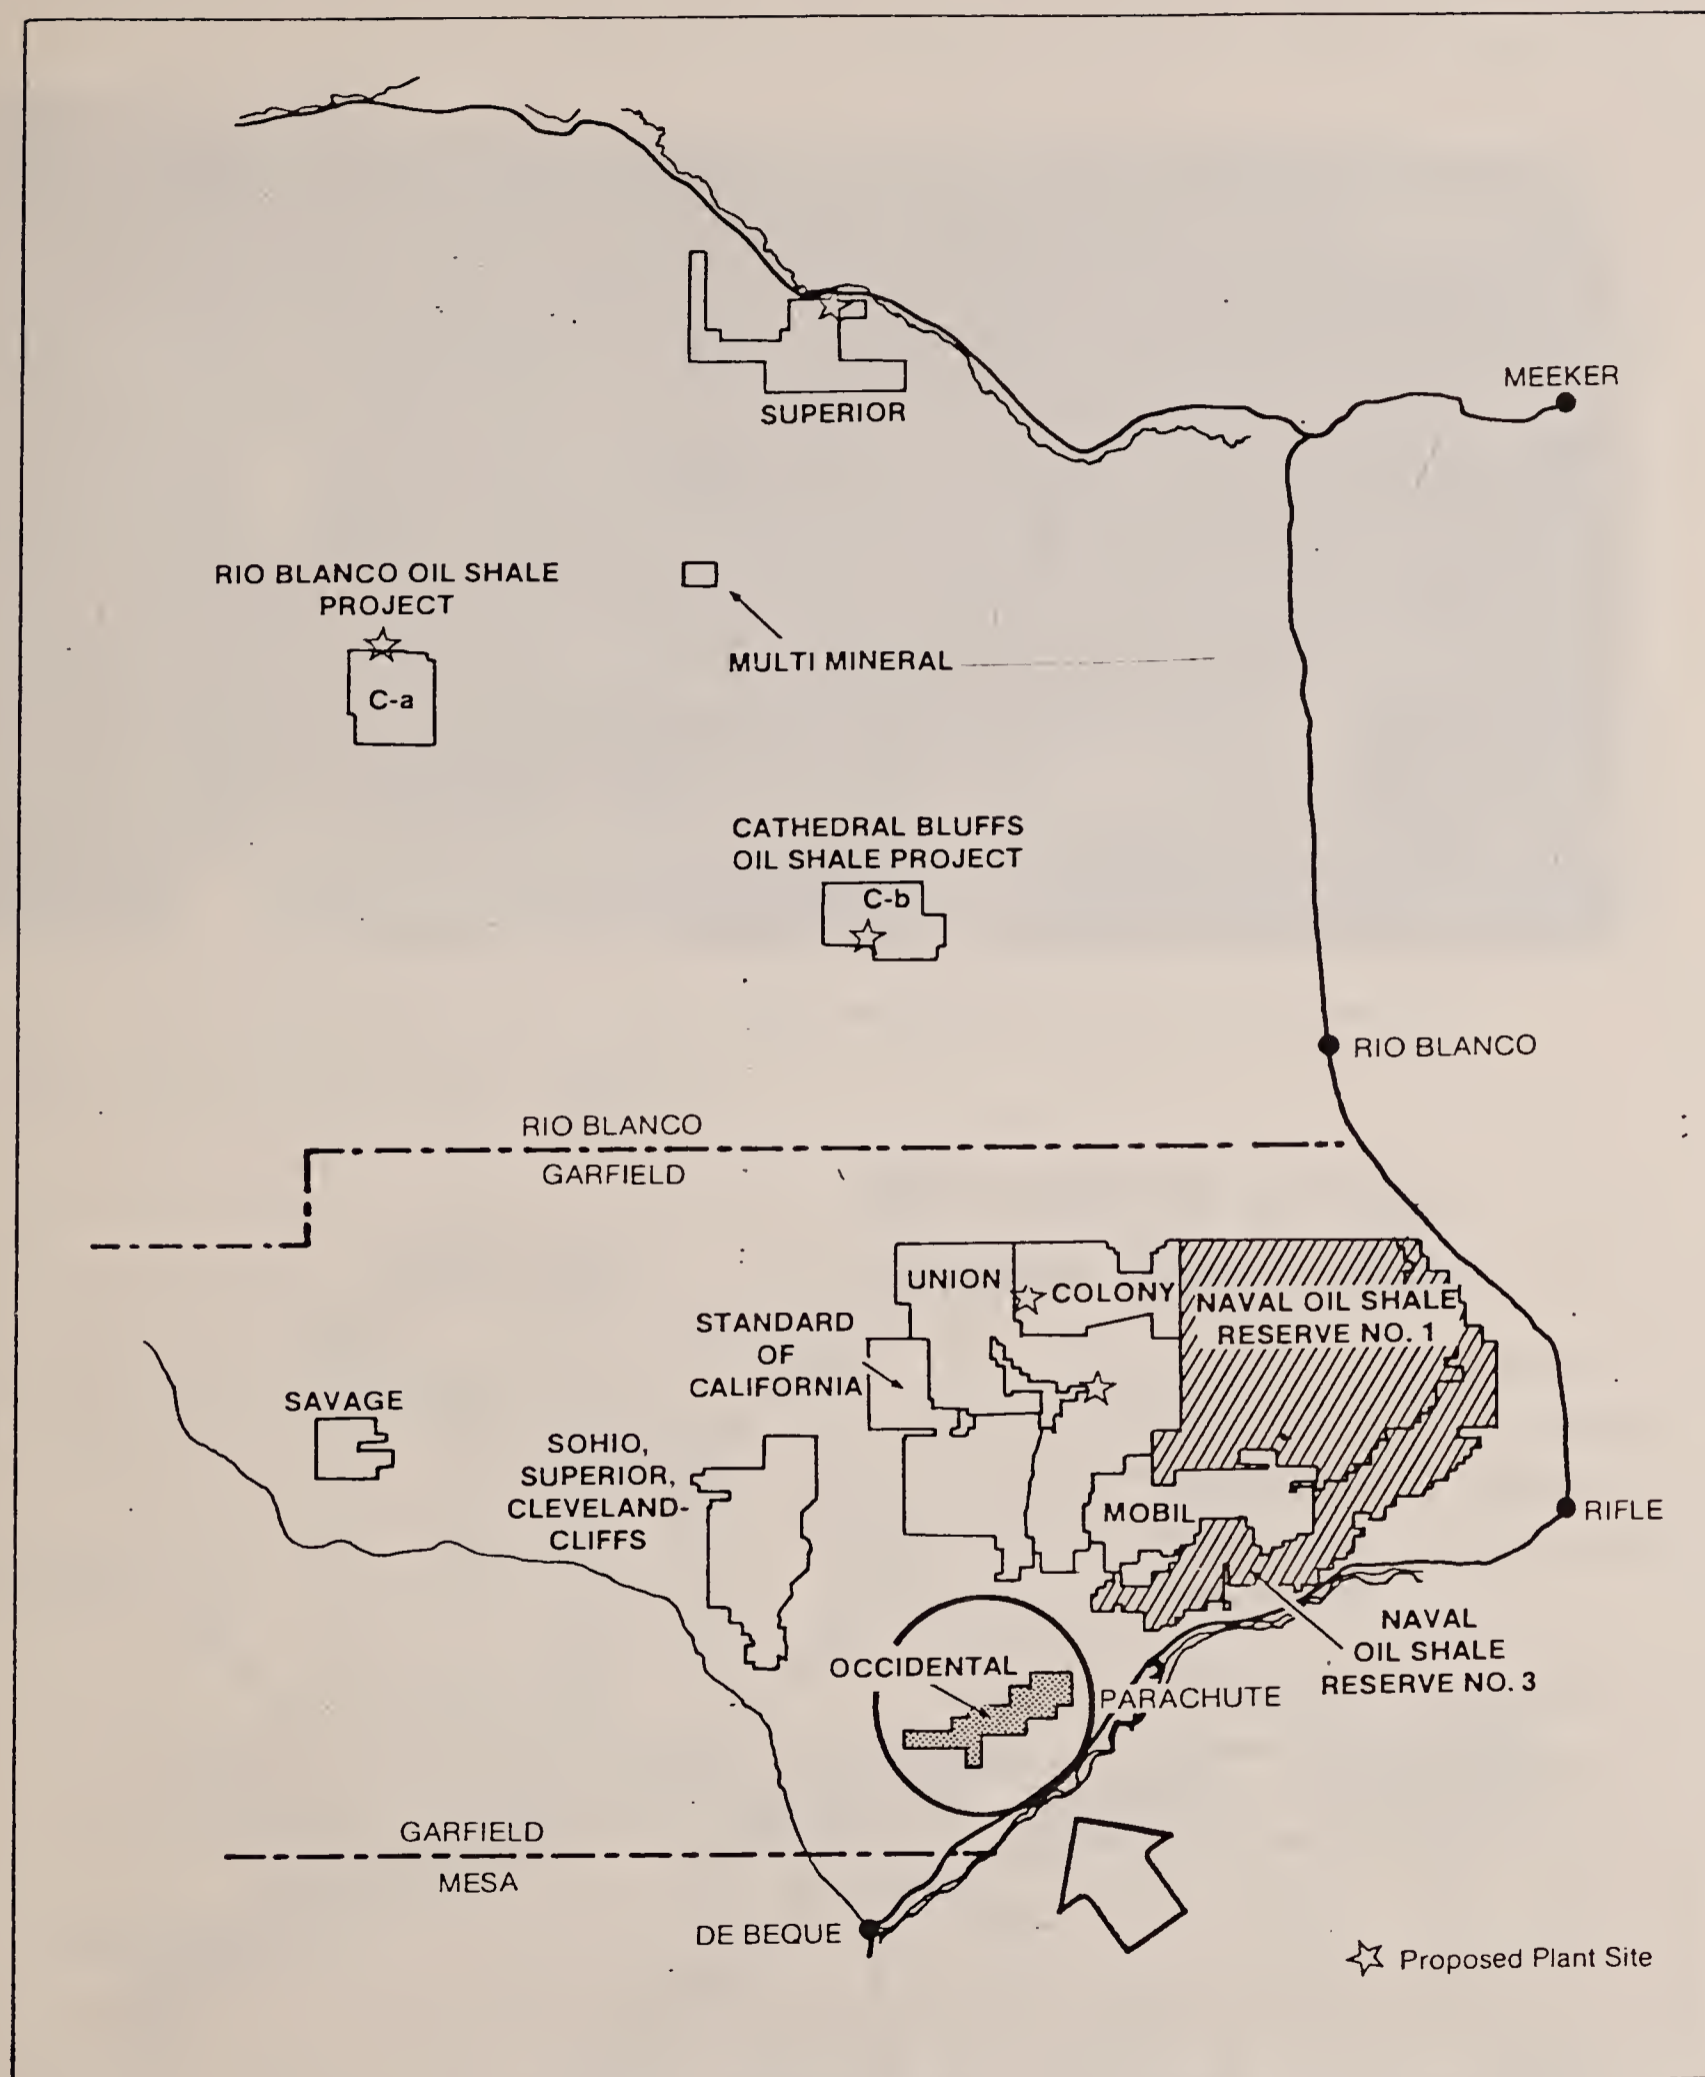 MEEKER
SUPERIOR
RIO BLANCO OIL SHALE
PROJECT
C-a
MULTI MINERAL
CATHEDRAL BLUFFS
OIL SHALE PROJECT
C-b
RIO BLANCO
RIO BLANCO
GARFIELD
UNION
COLONY
NAVAL OIL SHALE
RESERVE NO. 1
STANDARD
OF
CALIFORNIA
SAVAGE
SOHIO,
SUPERIOR,
CLEVELAND-
CLIFFS
MOBIL
RIFLE
NAVAL
OIL SHALE
RESERVE NO. 3
OCCIDENTAL
PARACHUTE
GARFIELD
MESA
DE BEQUE
Proposed Plant Site